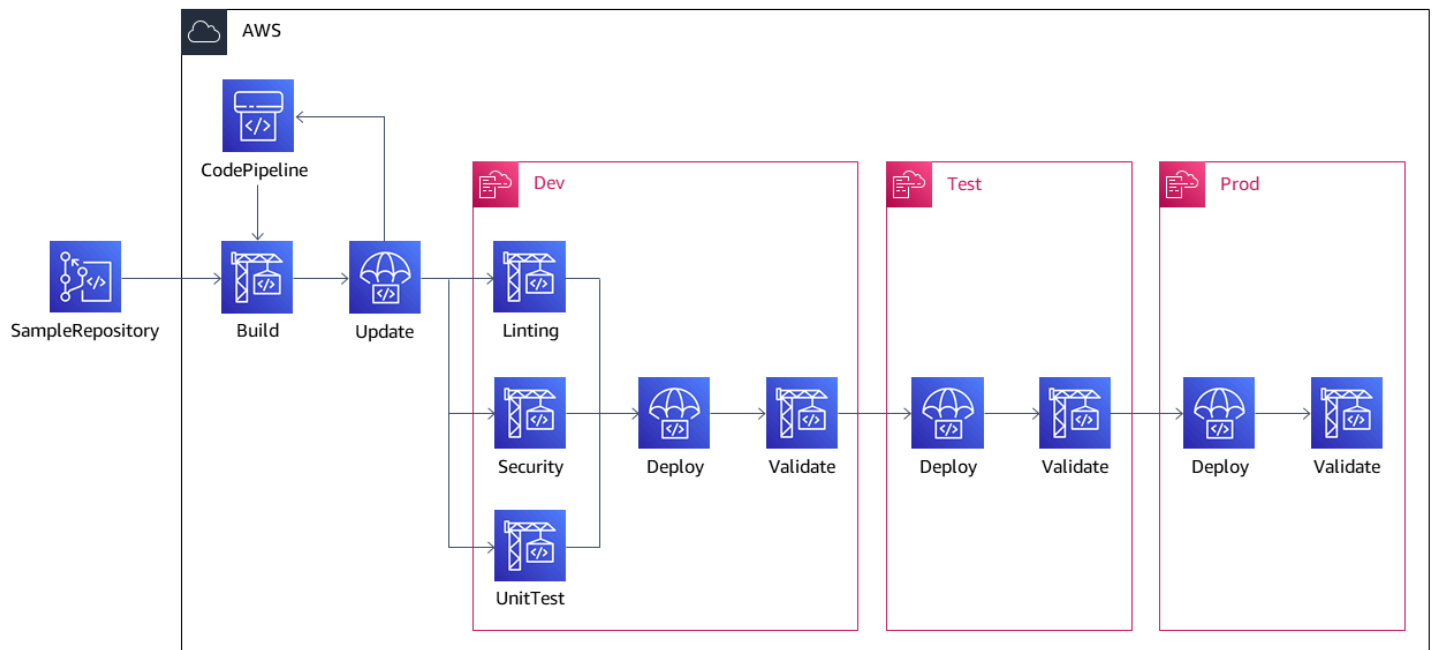 AWS
CodePipeline
Dev
Test
Prod
SampleRepository
Build
Update
Linting
Security
Deploy
Validate
Deploy
Validate
Deploy
Validate
UnitTest